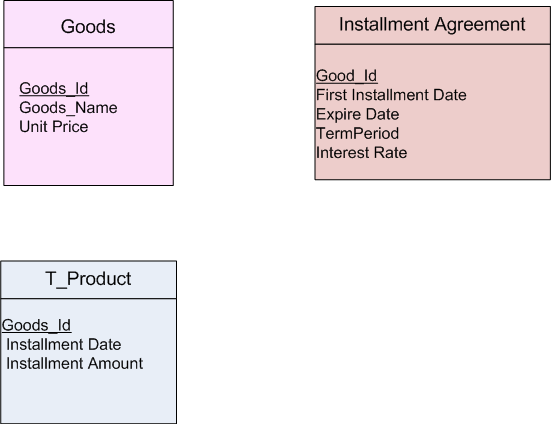 Goods
Goods_Id
Goods_Name
Unit Price
Installment Agreement
Good_Id
First Installment Date
Expire Date
TermPeriod
Interest Rate
T_Product
Goods_Id
Installment Date
Installment Amount